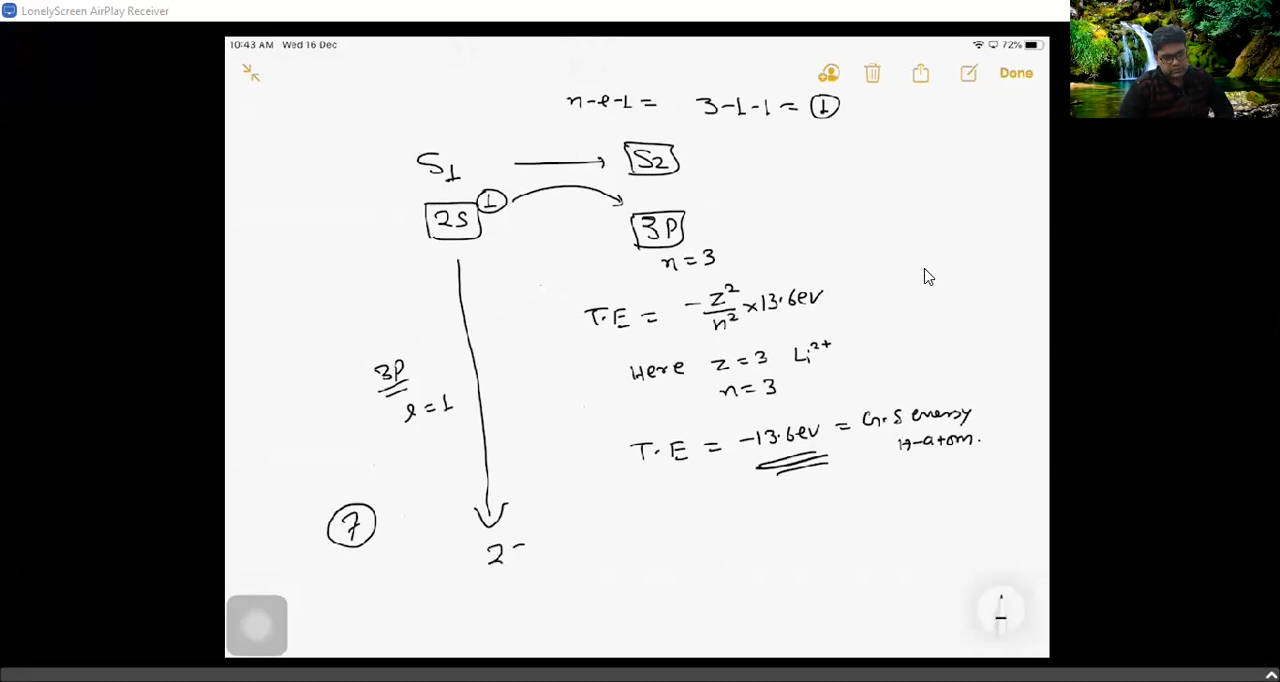 LonelyScreen AirPlay Receiver
10:43 AM Wed 16 Dec
72%
Done
n-l-1 = 3-1-1 = 1
S1 → S2
2s 1 3P
n = 3
T.E = -Z²/n² × 13.6ev
Here Z = 3 Li²⁺
n = 3
3P
l = 1
T.E = -13.6ev = G.S energy
H-atom.
7
2-